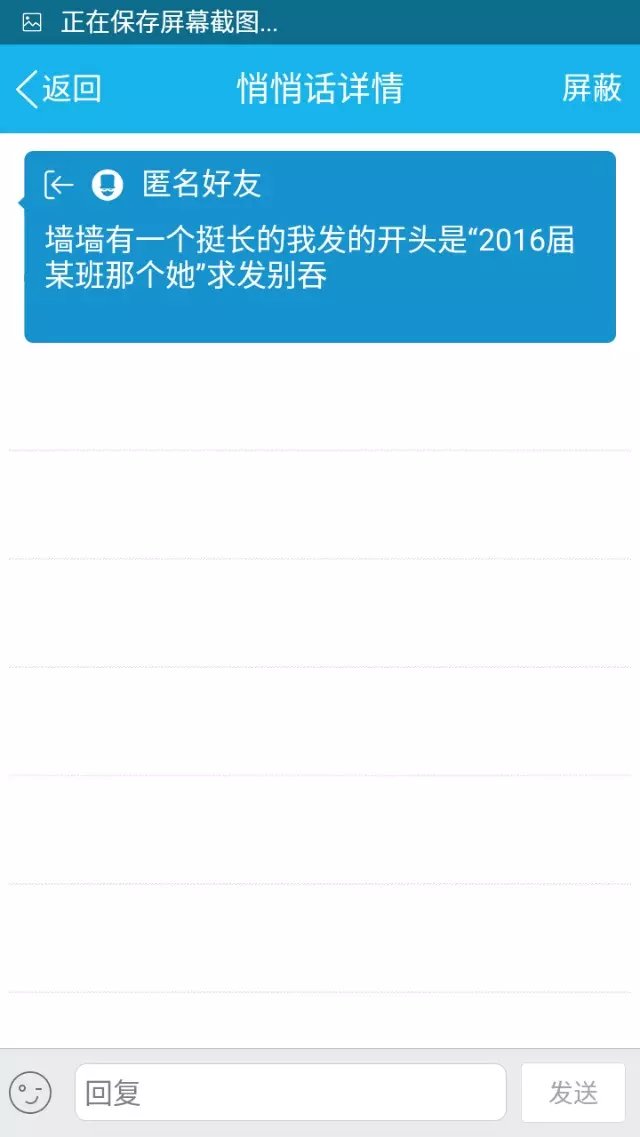 正在保存屏幕截图...
返回
悄悄话详情
屏蔽
匿名好友
墙墙有一个挺长的我发的开头是“2016届
某班那个她”求发别吞
回复
发送